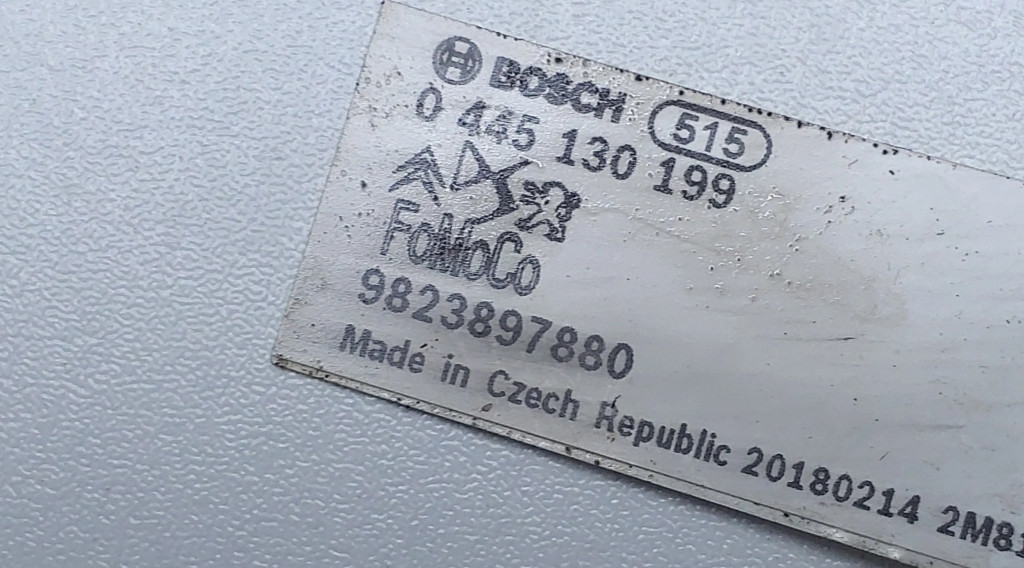 BOSCH 515
0 445 130 199
FoMoCo
9823897880
Made in Czech Republic 20180214